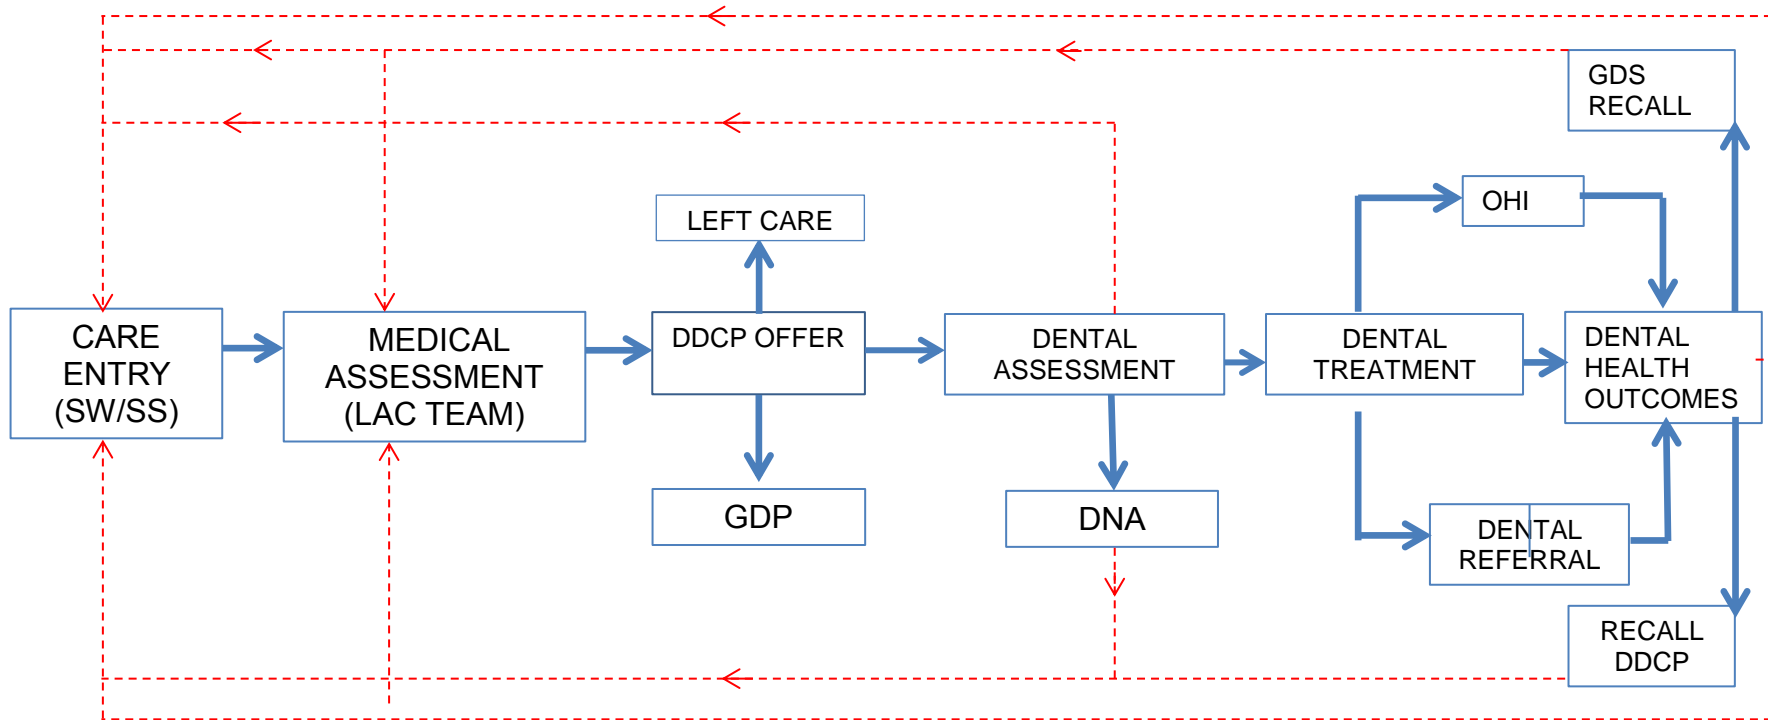 GDS
RECALL
OHI
LEFT CARE
CARE
ENTRY
(SW/SS)
MEDICAL
ASSESSMENT
(LAC TEAM)
DDCP OFFER
DENTAL
ASSESSMENT
DENTAL
TREATMENT
DENTAL
HEALTH
OUTCOMES
GDP
DNA
DENTAL
REFERRAL
RECALL
DDCP